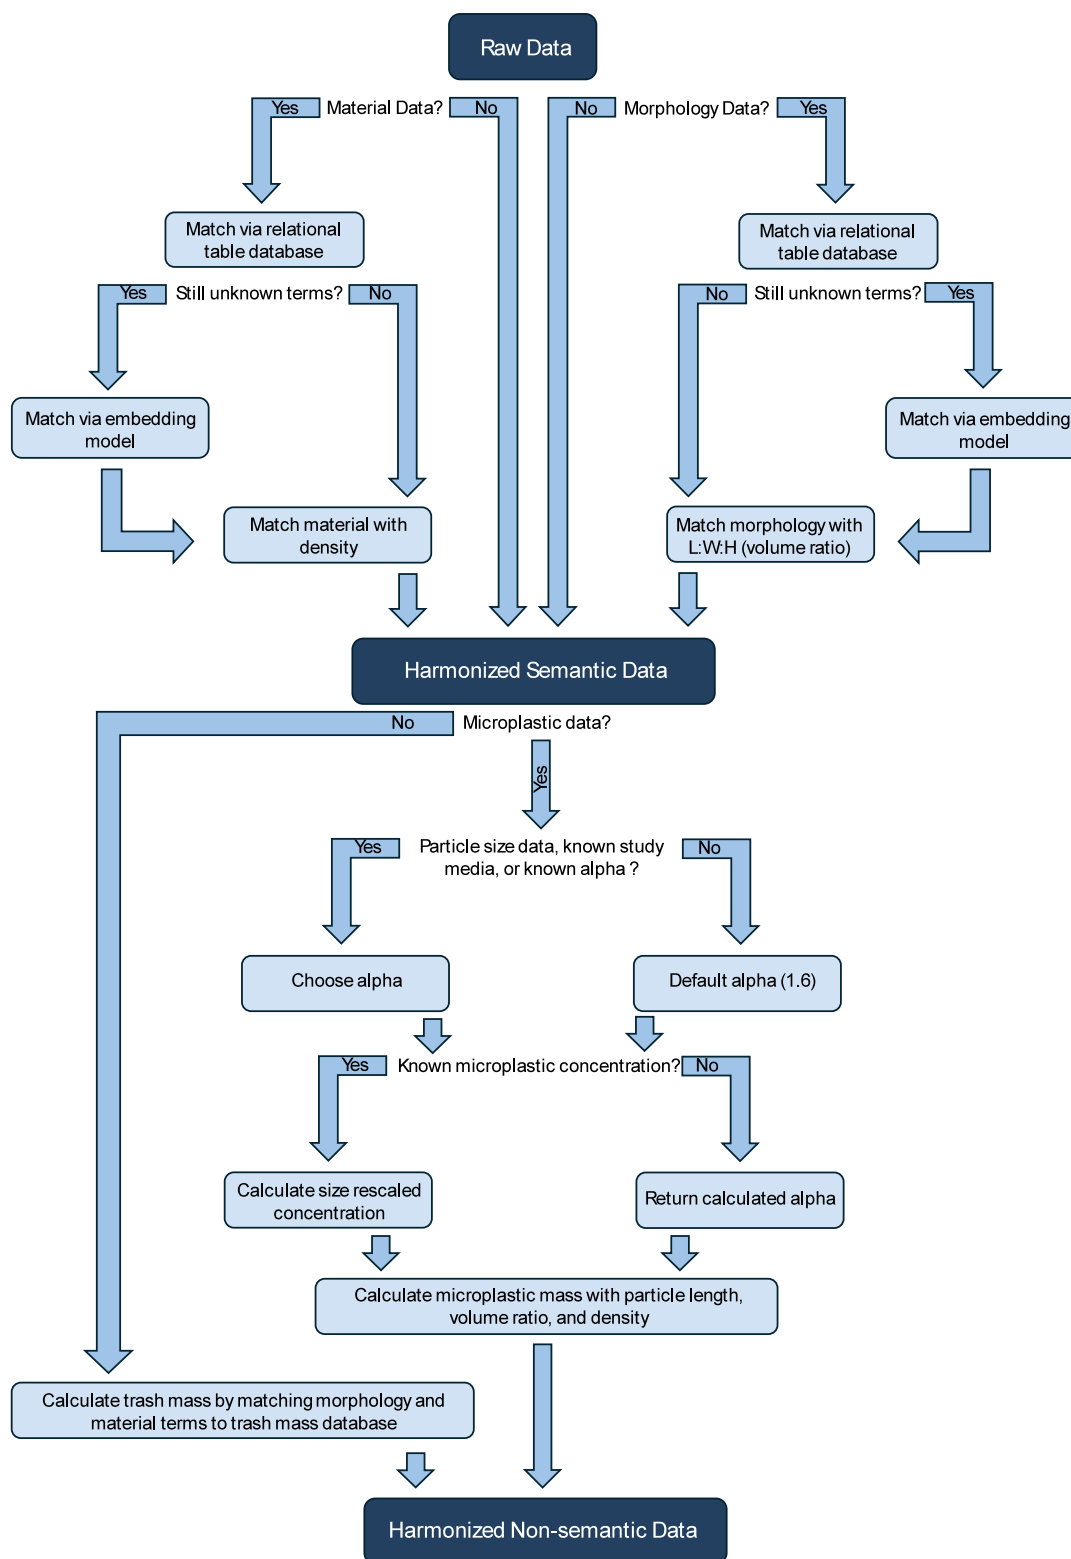 Raw Data
Yes
Material Data?
No
No
Morphology Data?
Yes
Match via relational
table database
Match via relational
table database
Yes
Still unknown terms?
No
No
Still unknown terms?
Yes
Match via embedding
model
Match via embedding
model
Match material with
density
Match morphology with
L:W:H (volume ratio)
Harmonized Semantic Data
No
Microplastic data?
Yes
Yes
Particle size data, known study
media, or known alpha ?
No
Choose alpha
Default alpha (1.6)
Yes
Known microplastic concentration?
No
Calculate size rescaled
concentration
Return calculated alpha
Calculate microplastic mass with particle length,
volume ratio, and density
Calculate trash mass by matching morphology and
material terms to trash mass database
Harmonized Non-semantic Data